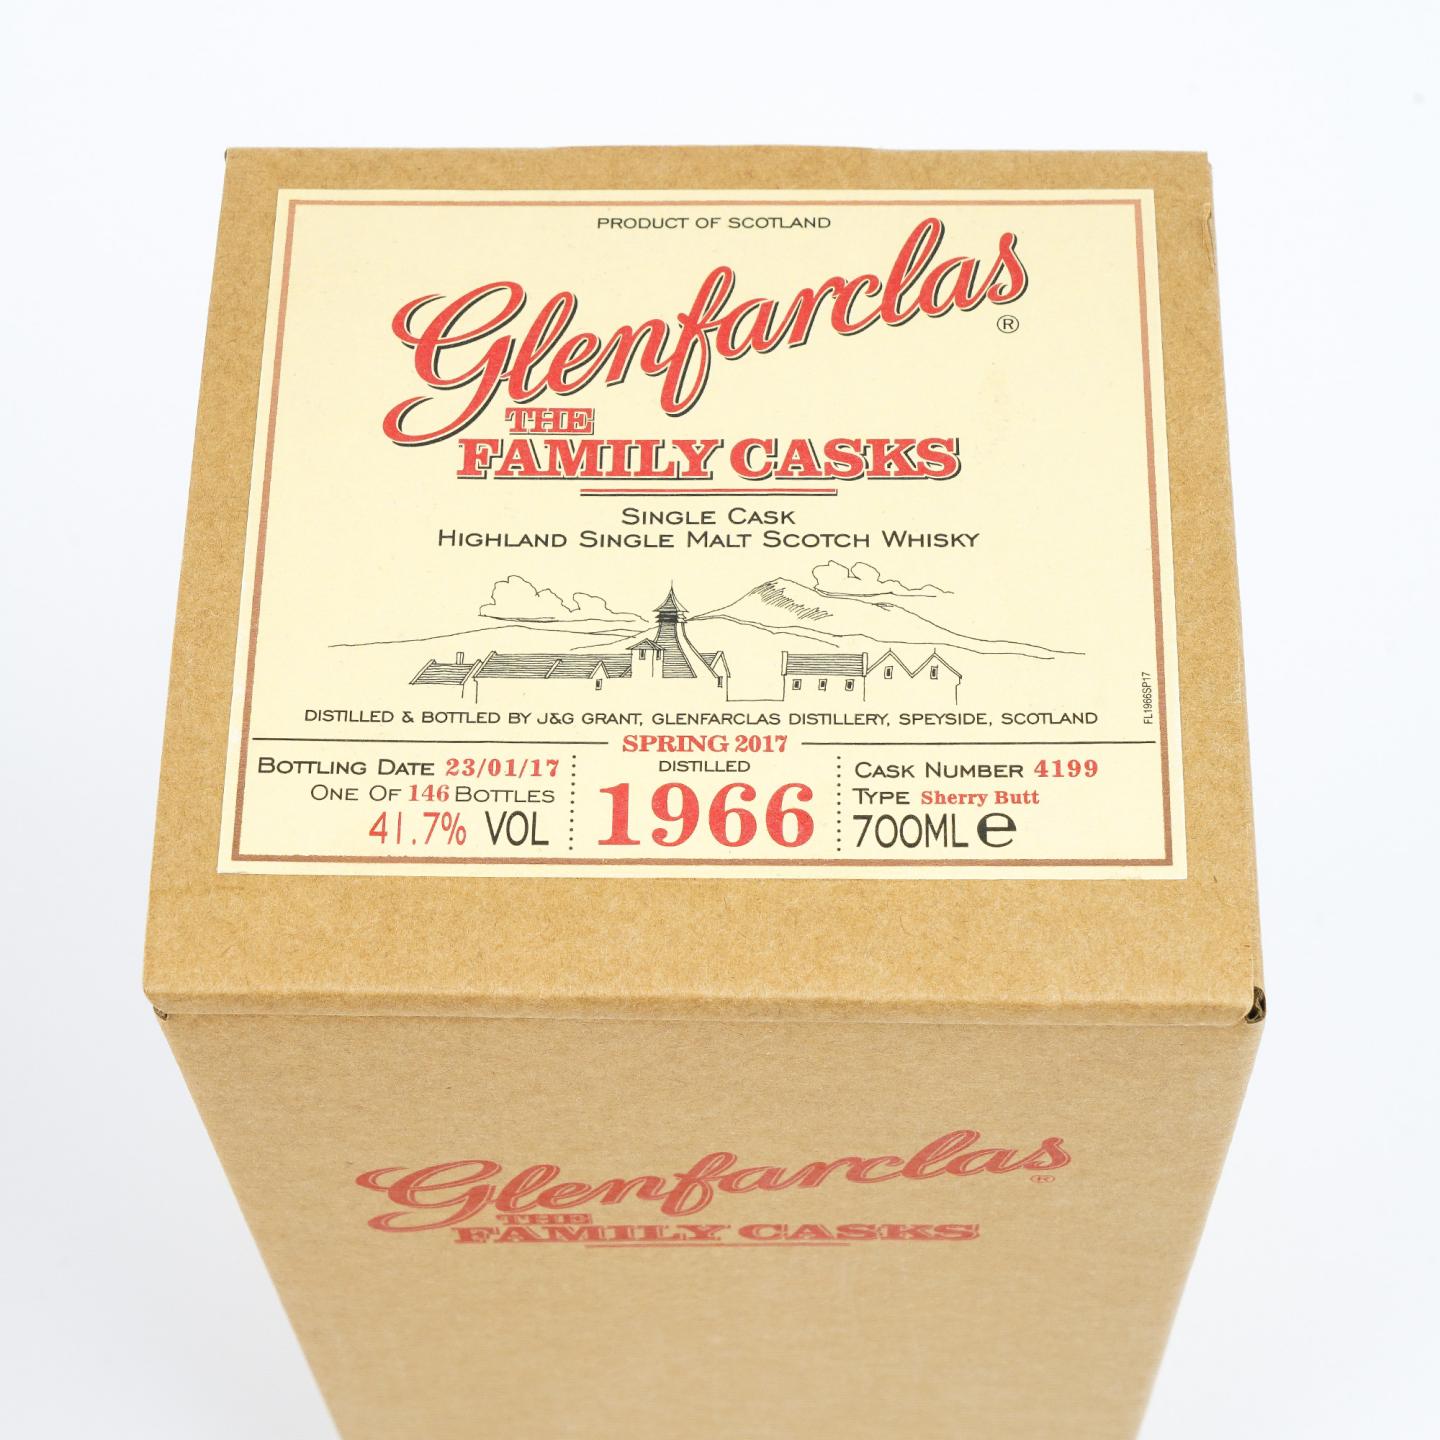 PRODUCT OF SCOTLAND
Glenfarclas ®
THE
FAMILY CASKS
SINGLE CASK
HIGHLAND SINGLE MALT SCOTCH WHISKY
DISTILLED & BOTTLED BY J&G GRANT, GLENFARCLAS DISTILLERY, SPEYSIDE, SCOTLAND
FL1966SP17
SPRING 2017
BOTTLING DATE 23/01/17
ONE OF 146 BOTTLES
41.7% VOL
DISTILLED
1966
CASK NUMBER 4199
TYPE Sherry Butt
700ML e
Glenfarclas ®
THE
FAMILY CASKS